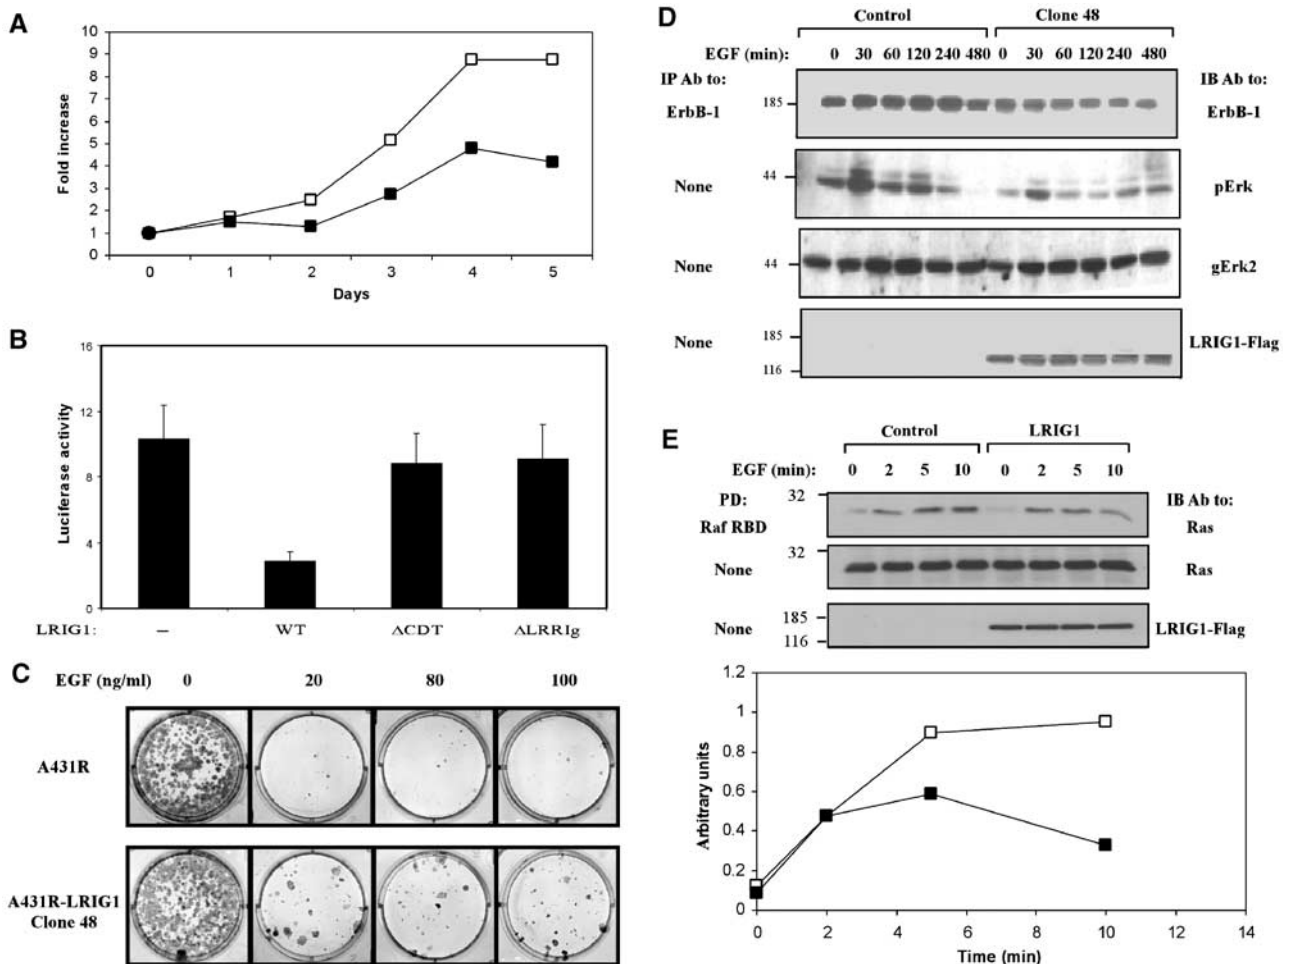 A
10
9
8
7
6
5
4
3
2
1
0
Fold increase
0 1 2 3 4 5
Days
B
16
12
8
4
0
Luciferase activity
LRIG1: – WT ΔCDT ΔLRRIg
C
EGF (ng/ml) 0 20 80 100
A431R
A431R-LRIG1
Clone 48
D
Control Clone 48
EGF (min): 0 30 60 120 240 480 0 30 60 120 240 480
IP Ab to: IB Ab to:
185
ErbB-1 ErbB-1
44
None pErk
44
None gErk2
185
None LRIG1-Flag
116
E
Control LRIG1
EGF (min): 0 2 5 10 0 2 5 10
32
PD: IB Ab to:
Raf RBD Ras
32
None Ras
185
None LRIG1-Flag
116
1.2
1
0.8
0.6
0.4
0.2
0
Arbitrary units
0 2 4 6 8 10 12 14
Time (min)